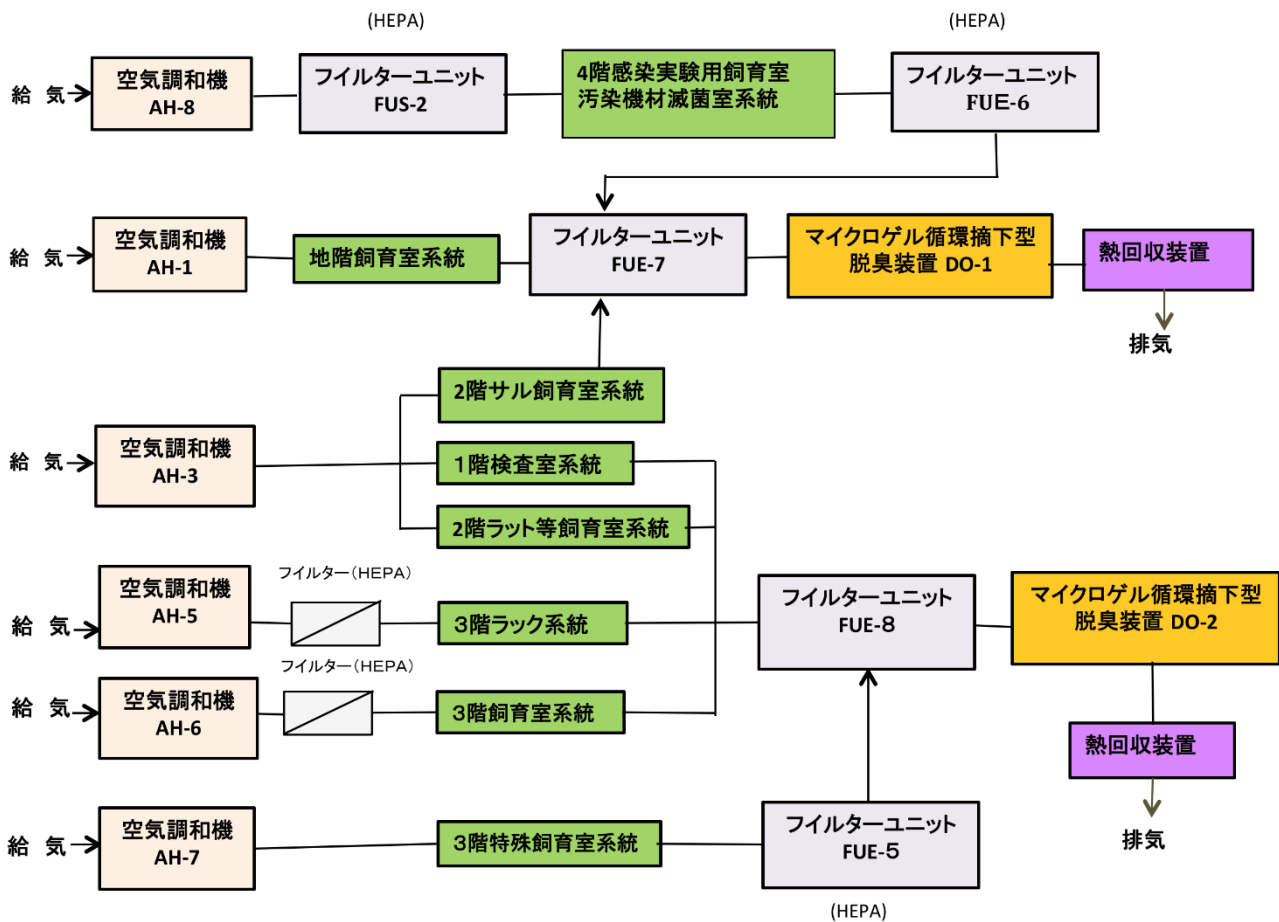 (HEPA)
(HEPA)
給 気
空気調和機
AH-8
フイルターユニット
FUS-2
4階感染実験用飼育室
汚染機材滅菌室系統
フイルターユニット
FUE-6
給 気
空気調和機
AH-1
地階飼育室系統
フイルターユニット
FUE-7
マイクロゲル循環摘下型
脱臭装置 DO-1
熱回収装置
排気
2階サル飼育室系統
給 気
空気調和機
AH-3
1階検査室系統
2階ラット等飼育室系統
給 気
空気調和機
AH-5
フイルター(HEPA)
3階ラック系統
フイルターユニット
FUE-8
マイクロゲル循環摘下型
脱臭装置 DO-2
給 気
空気調和機
AH-6
フイルター(HEPA)
3階飼育室系統
熱回収装置
排気
給 気
空気調和機
AH-7
3階特殊飼育室系統
フイルターユニット
FUE-5
(HEPA)